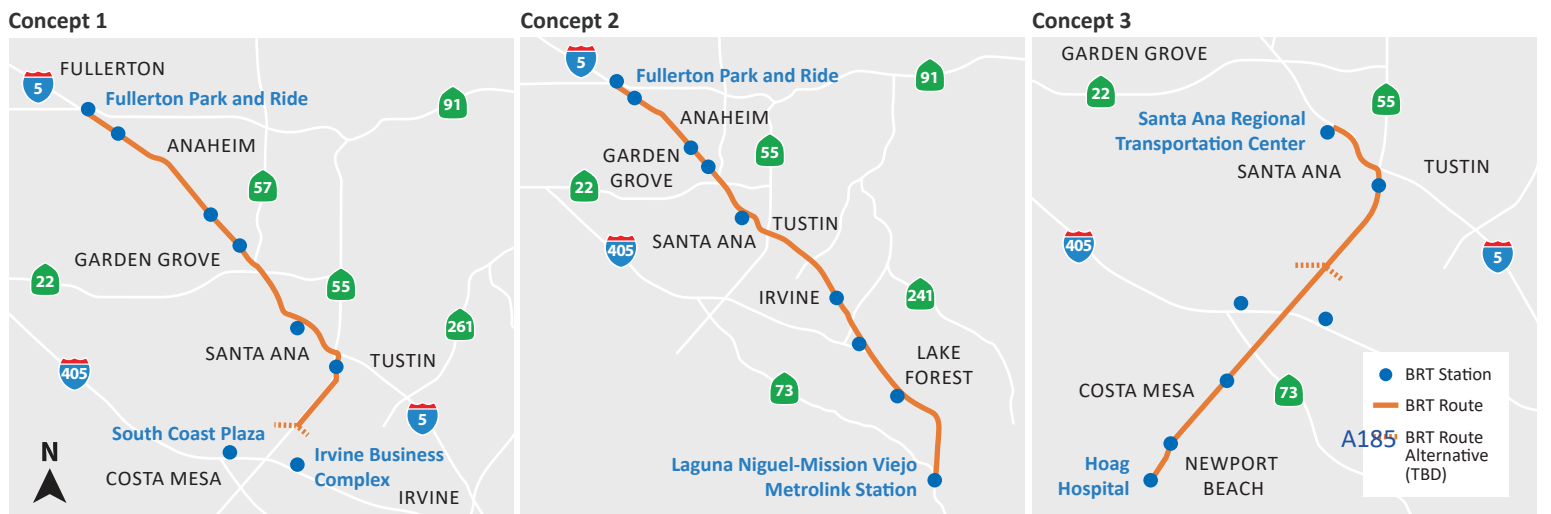 Concept 1
FULLERTON
5
Fullerton Park and Ride
91
ANAHEIM
57
GARDEN GROVE
22
55
261
SANTA ANA
TUSTIN
405
5
South Coast Plaza
Irvine Business
Complex
N
COSTA MESA
IRVINE
Concept 2
5
Fullerton Park and Ride
91
ANAHEIM
55
GARDEN
GROVE
22
TUSTIN
SANTA ANA
405
IRVINE
241
LAKE
FOREST
73
Laguna Niguel-Mission Viejo
Metrolink Station
Concept 3
GARDEN GROVE
22
55
Santa Ana Regional
Transportation Center
SANTA ANA
TUSTIN
405
5
COSTA MESA
73
Hoag
Hospital
NEWPORT
BEACH
BRT Station
BRT Route
A185
BRT Route
Alternative
(TBD)